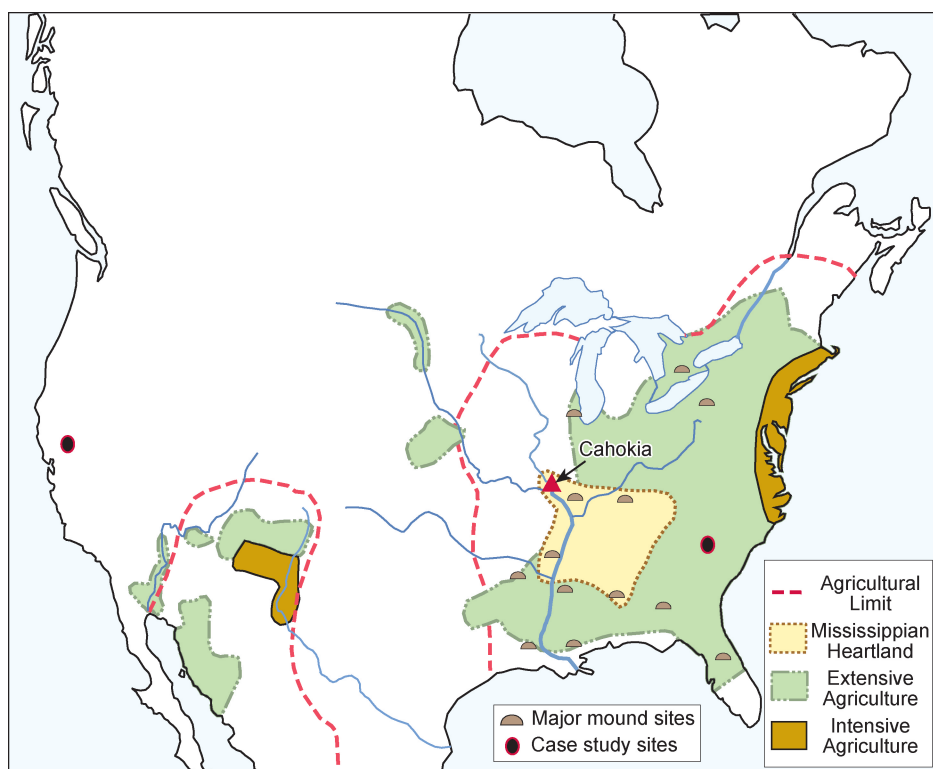 Cahokia
Agricultural
Limit
Mississippian
Heartland
Extensive
Agriculture
Intensive
Agriculture
Major mound sites
Case study sites